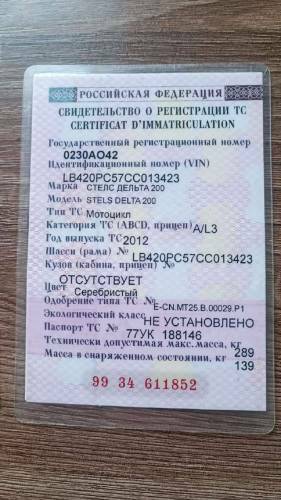 РОССИЙСКАЯ ФЕДЕРАЦИЯ
СВИДЕТЕЛЬСТВО О РЕГИСТРАЦИИ ТС
CERTIFICAT D'IMMATRICULATION
Государственный регистрационный номер
0230АО42
Идентификационный номер (VIN)
LB420PC57CC013423
Марка СТЕЛС ДЕЛЬТА 200
Модель STELS DELTA 200
Тип ТС Мотоцикл
Категория ТС (ABCD, прицеп) A/L3
Год выпуска ТС 2012
Шасси (рама) № LB420PC57CC013423
Кузов (кабина, прицеп) №
ОТСУТСТВУЕТ
Цвет Серебристый
Одобрение типа ТС № E-CN.MT25.B.00029.P1
Экологический класс НЕ УСТАНОВЛЕНО
Паспорт ТС № 77УК 188146
Технически допустимая макс. масса, кг 289
Масса в снаряженном состоянии, кг 139
99 34 611852